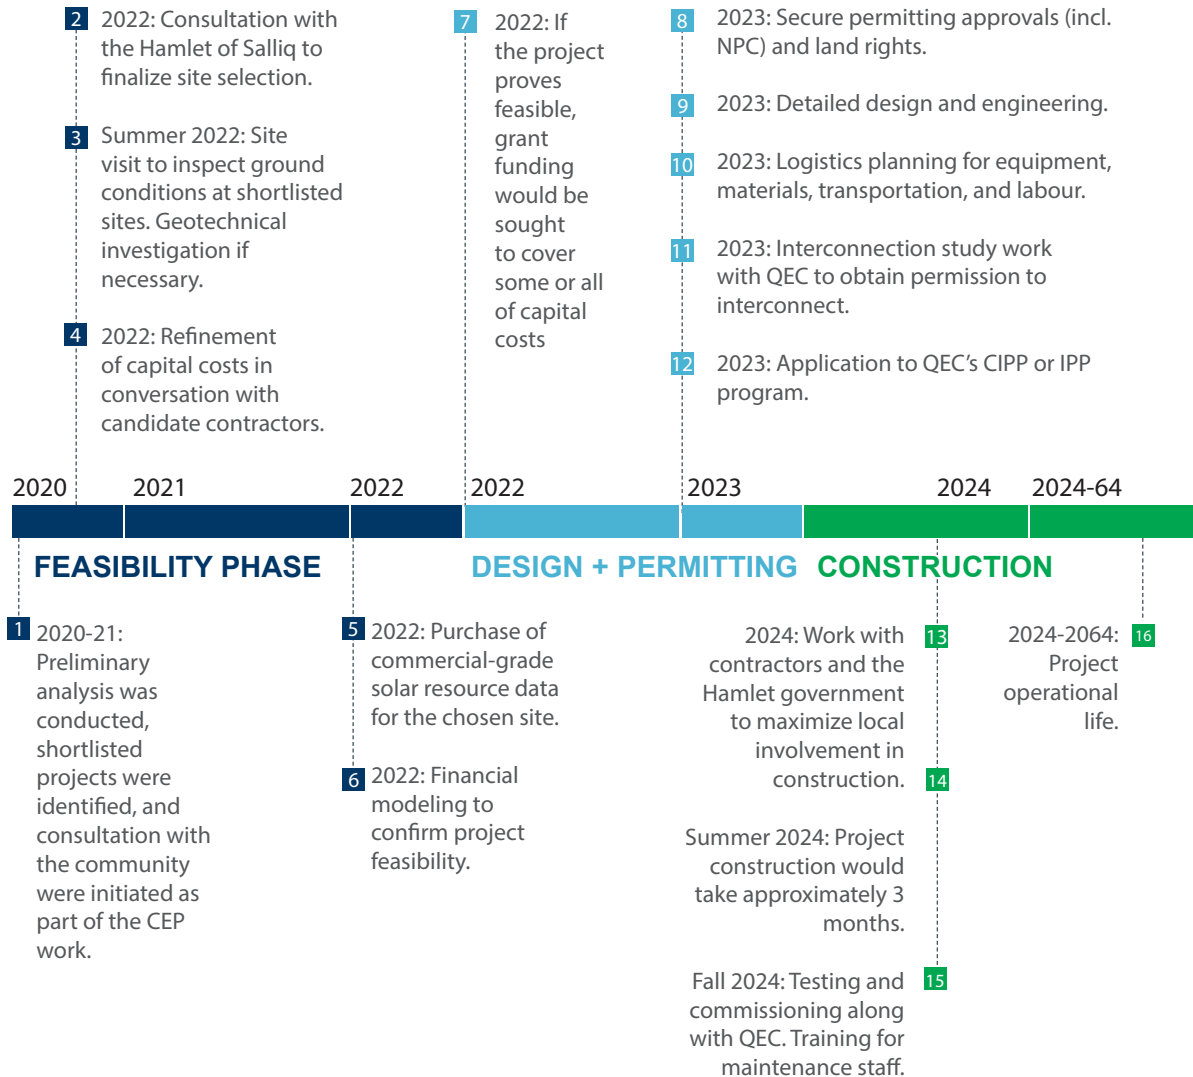 2
2022: Consultation with
the Hamlet of Salliq to
finalize site selection.
3
Summer 2022: Site
visit to inspect ground
conditions at shortlisted
sites. Geotechnical
investigation if
necessary.
4
2022: Refinement
of capital costs in
conversation with
candidate contractors.
7
2022: If
the project
proves
feasible,
grant
funding
would be
sought
to cover
some or all
of capital
costs
8
2023: Secure permitting approvals (incl.
NPC) and land rights.
9
2023: Detailed design and engineering.
10
2023: Logistics planning for equipment,
materials, transportation, and labour.
11
2023: Interconnection study work
with QEC to obtain permission to
interconnect.
12
2023: Application to QEC’s CIPP or IPP
program.
2020 2021 2022 2022 2023 2024 2024-64
FEASIBILITY PHASE DESIGN + PERMITTING CONSTRUCTION
1
2020-21:
Preliminary
analysis was
conducted,
shortlisted
projects were
identified, and
consultation with
the community
were initiated as
part of the CEP
work.
5
2022: Purchase of
commercial-grade
solar resource data
for the chosen site.
6
2022: Financial
modeling to
confirm project
feasibility.
2024: Work with
contractors and the
Hamlet government
to maximize local
involvement in
construction.
13
14
Summer 2024: Project
construction would
take approximately 3
months.
15
Fall 2024: Testing and
commissioning along
with QEC. Training for
maintenance staff.
2024-2064:
Project
operational
life.
16